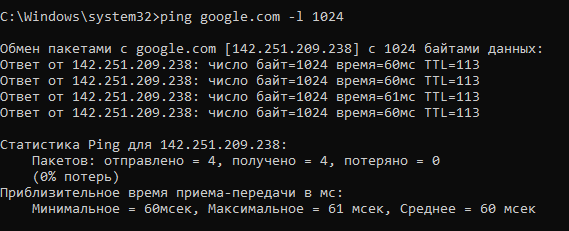 C:\Windows\system32>ping google.com -l 1024
Обмен пакетами с google.com [142.251.209.238] с 1024 байтами данных:
Ответ от 142.251.209.238: число байт=1024 время=60мс TTL=113
Ответ от 142.251.209.238: число байт=1024 время=60мс TTL=113
Ответ от 142.251.209.238: число байт=1024 время=61мс TTL=113
Ответ от 142.251.209.238: число байт=1024 время=60мс TTL=113
Статистика Ping для 142.251.209.238:
Пакетов: отправлено = 4, получено = 4, потеряно = 0
(0% потерь)
Приблизительное время приема-передачи в мс:
Минимальное = 60мсек, Максимальное = 61 мсек, Среднее = 60 мсек